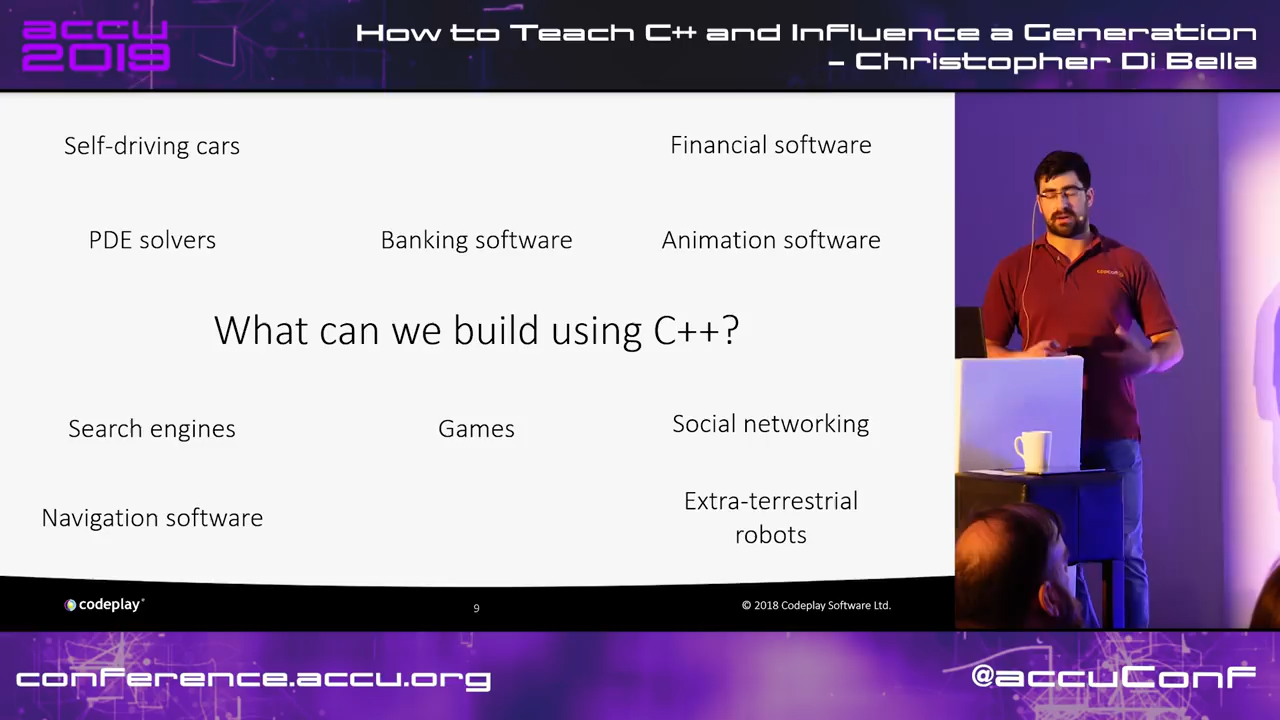 accu
2019
How to Teach C++ and Influence a Generation
– Christopher Di Bella
Self-driving cars
Financial software
PDE solvers
Banking software
Animation software
What can we build using C++?
Search engines
Games
Social networking
Navigation software
Extra-terrestrial
robots
codeplay
9
© 2018 Codeplay Software Ltd.
conference.accu.org
@accuConf